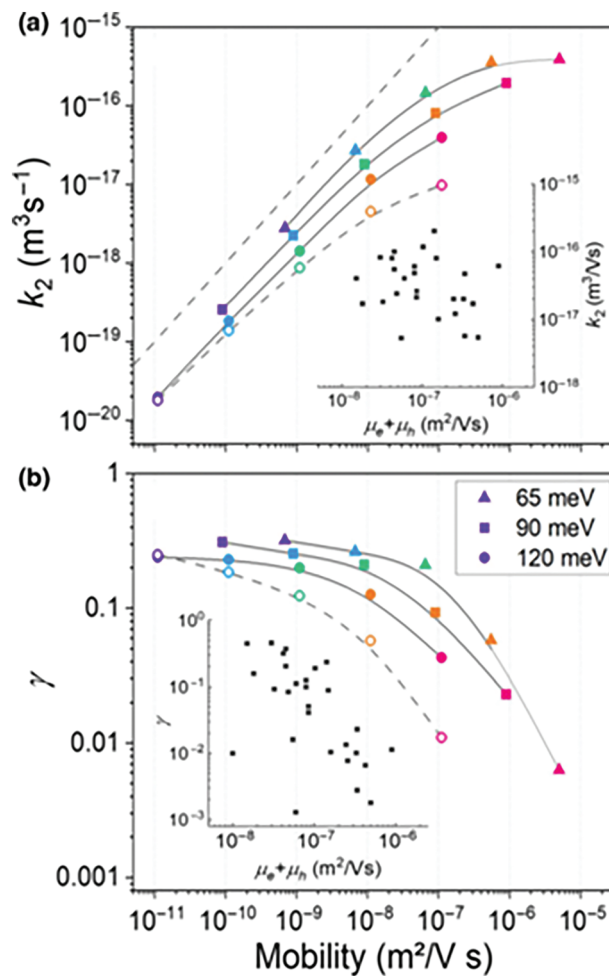 (a)
10⁻¹⁵
10⁻¹⁶
10⁻¹⁷
10⁻¹⁸
10⁻¹⁹
10⁻²⁰
k₂ (m³s⁻¹)
10⁻¹⁵
10⁻¹⁶
10⁻¹⁷
10⁻¹⁸
k₂ (m³/Vs)
10⁻⁸ 10⁻⁷ 10⁻⁶
μₑ+μₕ (m²/Vs)
(b)
1
0.1
0.01
0.001
γ
65 meV
90 meV
120 meV
10⁰
10⁻¹
10⁻²
10⁻³
γ
10⁻⁸ 10⁻⁷ 10⁻⁶
μₑ+μₕ (m²/Vs)
10⁻¹¹ 10⁻¹⁰ 10⁻⁹ 10⁻⁸ 10⁻⁷ 10⁻⁶ 10⁻⁵
Mobility (m²/V s)